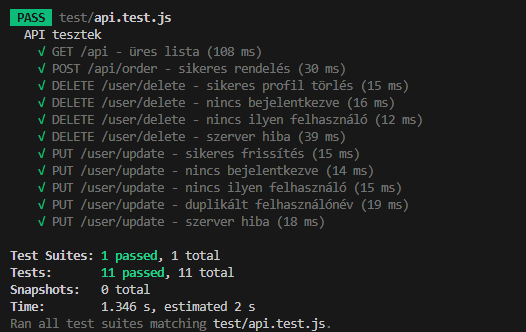 PASS test/api.test.js
API tesztek
√ GET /api - üres lista (108 ms)
√ POST /api/order - sikeres rendelés (30 ms)
√ DELETE /user/delete - sikeres profil törlés (15 ms)
√ DELETE /user/delete - nincs bejelentkezve (16 ms)
√ DELETE /user/delete - nincs ilyen felhasználó (12 ms)
√ DELETE /user/delete - szerver hiba (39 ms)
√ PUT /user/update - sikeres frissítés (15 ms)
√ PUT /user/update - nincs bejelentkezve (14 ms)
√ PUT /user/update - nincs ilyen felhasználó (15 ms)
√ PUT /user/update - duplikált felhasználónév (19 ms)
√ PUT /user/update - szerver hiba (18 ms)
Test Suites: 1 passed, 1 total
Tests: 11 passed, 11 total
Snapshots: 0 total
Time: 1.346 s, estimated 2 s
Ran all test suites matching test/api.test.js.